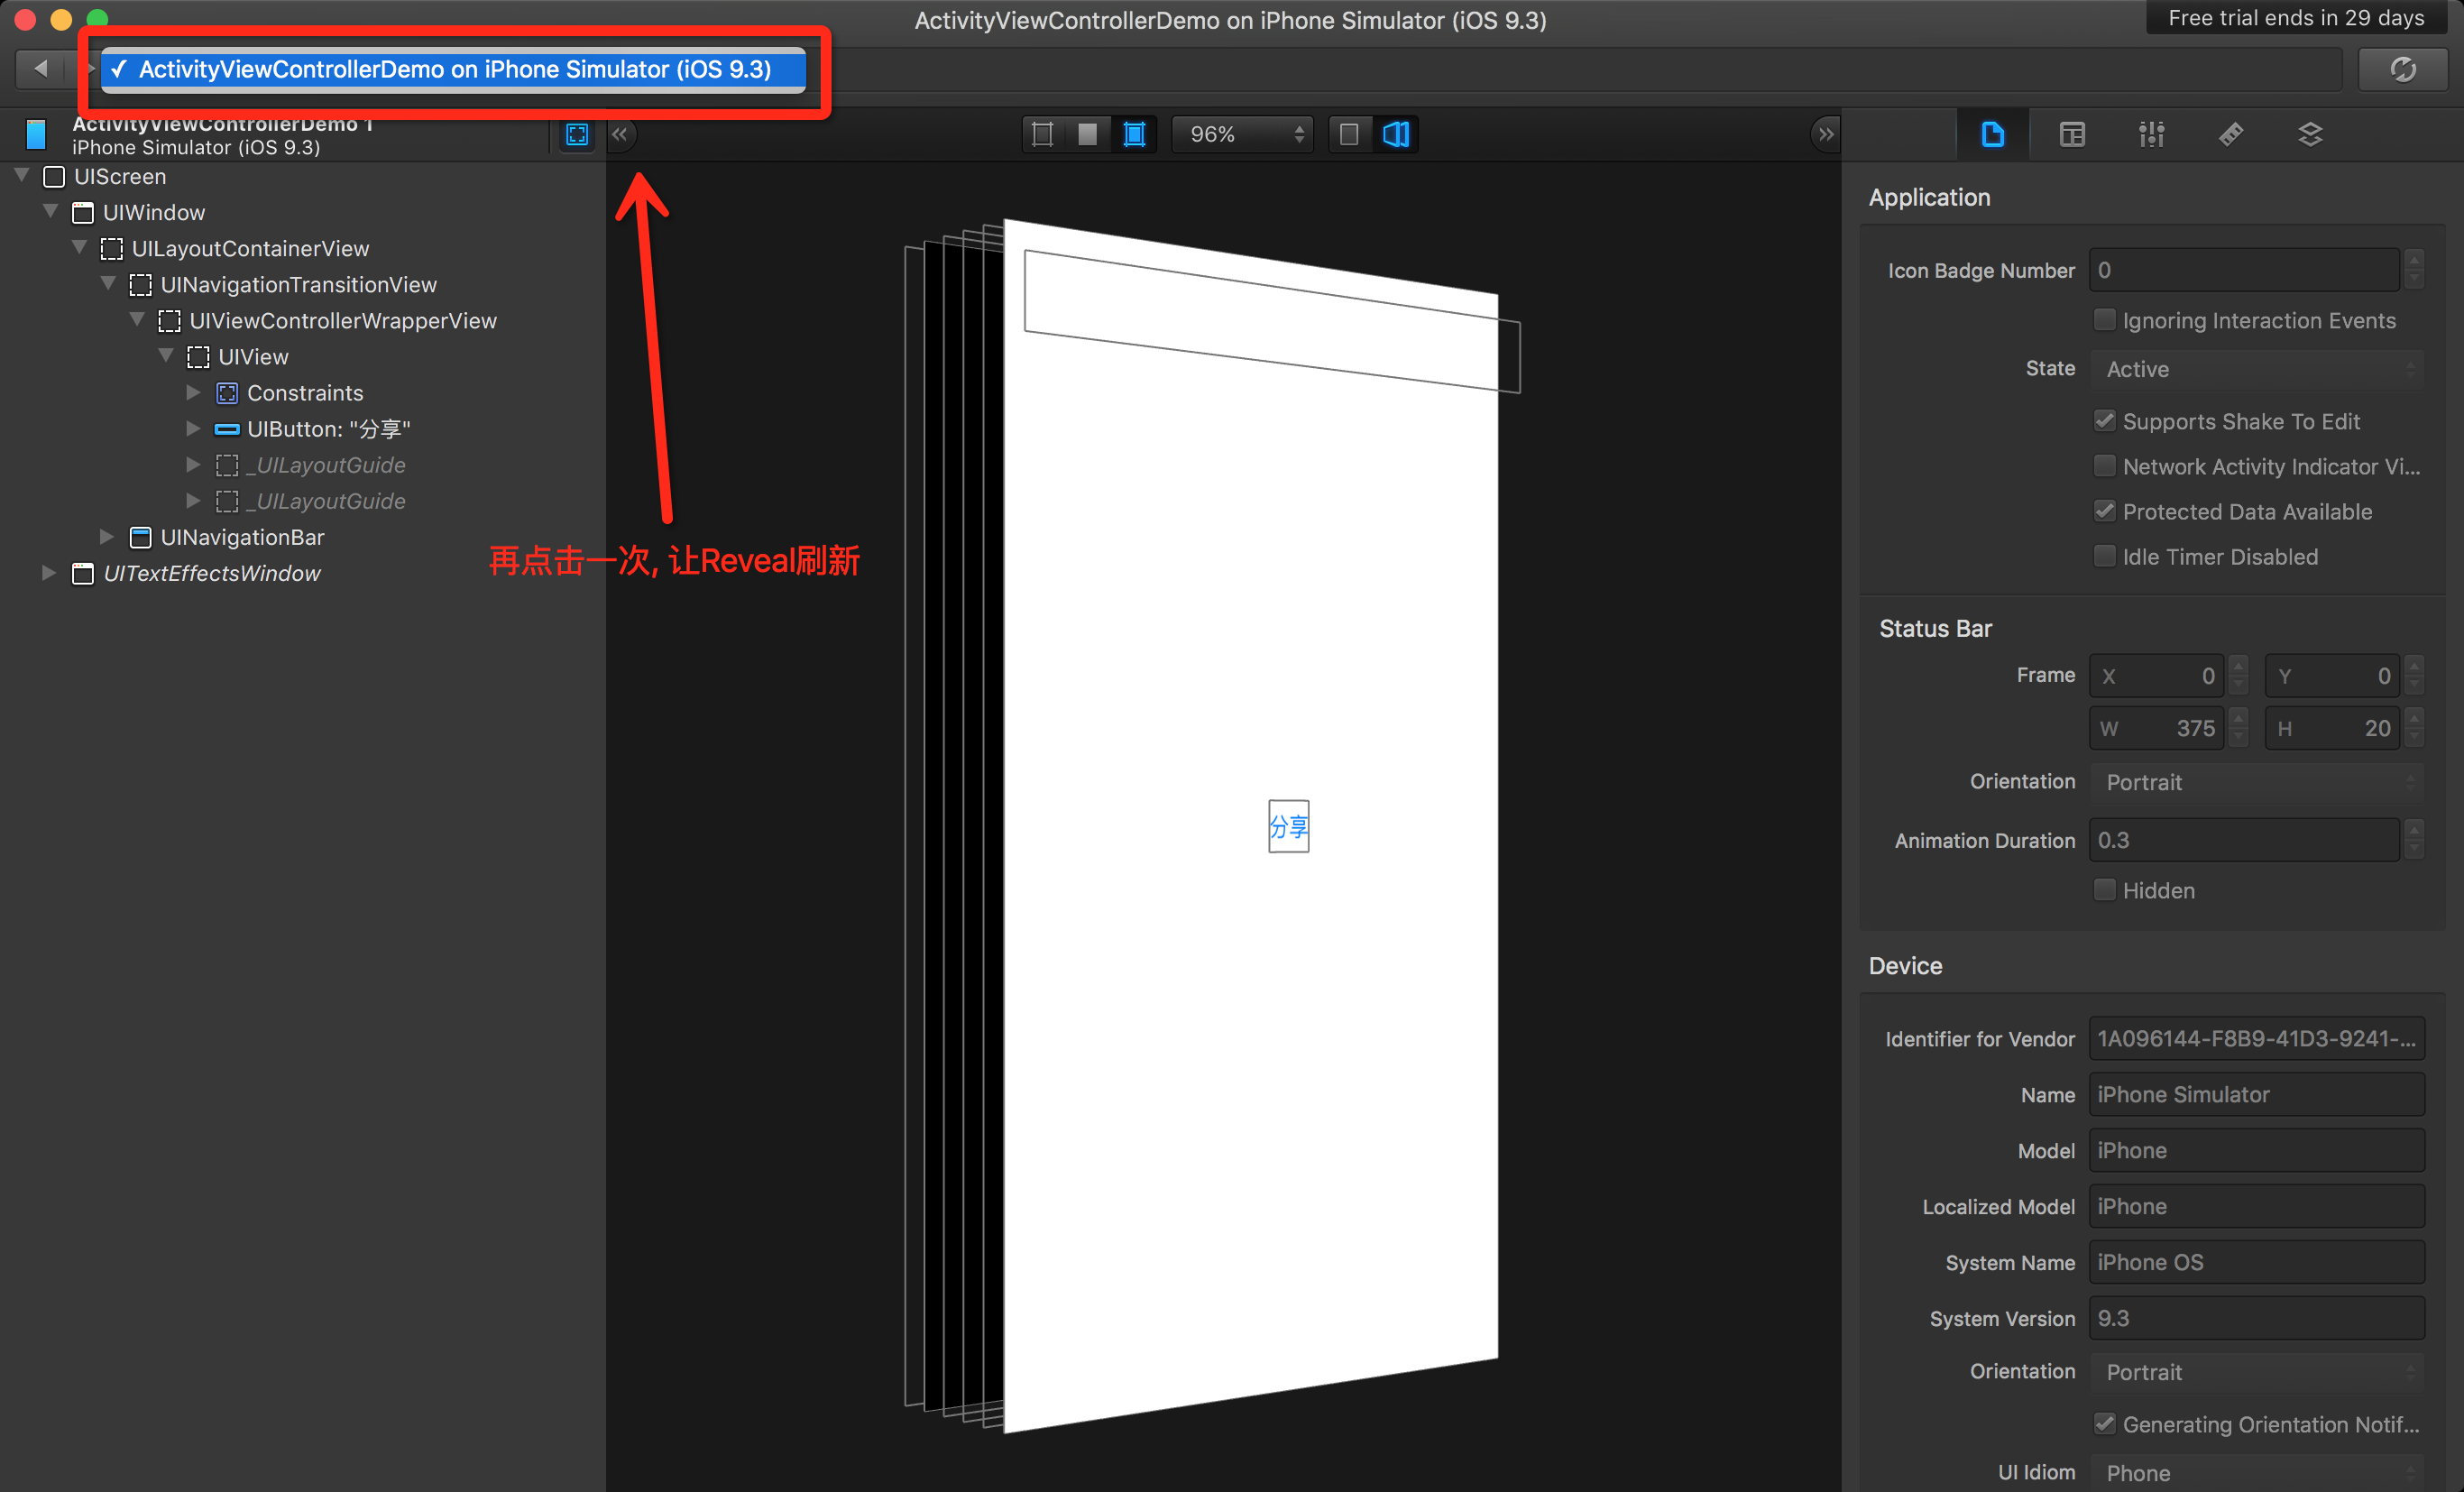 ActivityViewControllerDemo on iPhone Simulator (iOS 9.3)
Free trial ends in 29 days
✓ ActivityViewControllerDemo on iPhone Simulator (iOS 9.3)
ActivityViewControllerDemo 1
iPhone Simulator (iOS 9.3)
96%
UIScreen
UIWindow
UILayoutContainerView
UINavigationTransitionView
UIViewControllerWrapperView
UIView
Constraints
UIButton: "分享"
_UILayoutGuide
_UILayoutGuide
UINavigationBar
UITextEffectsWindow
再点击一次, 让Reveal刷新
分享
Application
Icon Badge Number 0
Ignoring Interaction Events
State Active
Supports Shake To Edit
Network Activity Indicator Vi...
Protected Data Available
Idle Timer Disabled
Status Bar
Frame X 0 Y 0
W 375 H 20
Orientation Portrait
Animation Duration 0.3
Hidden
Device
Identifier for Vendor 1A096144-F8B9-41D3-9241-...
Name iPhone Simulator
Model iPhone
Localized Model iPhone
System Name iPhone OS
System Version 9.3
Orientation Portrait
Generating Orientation Notif...
UI Idiom Phone